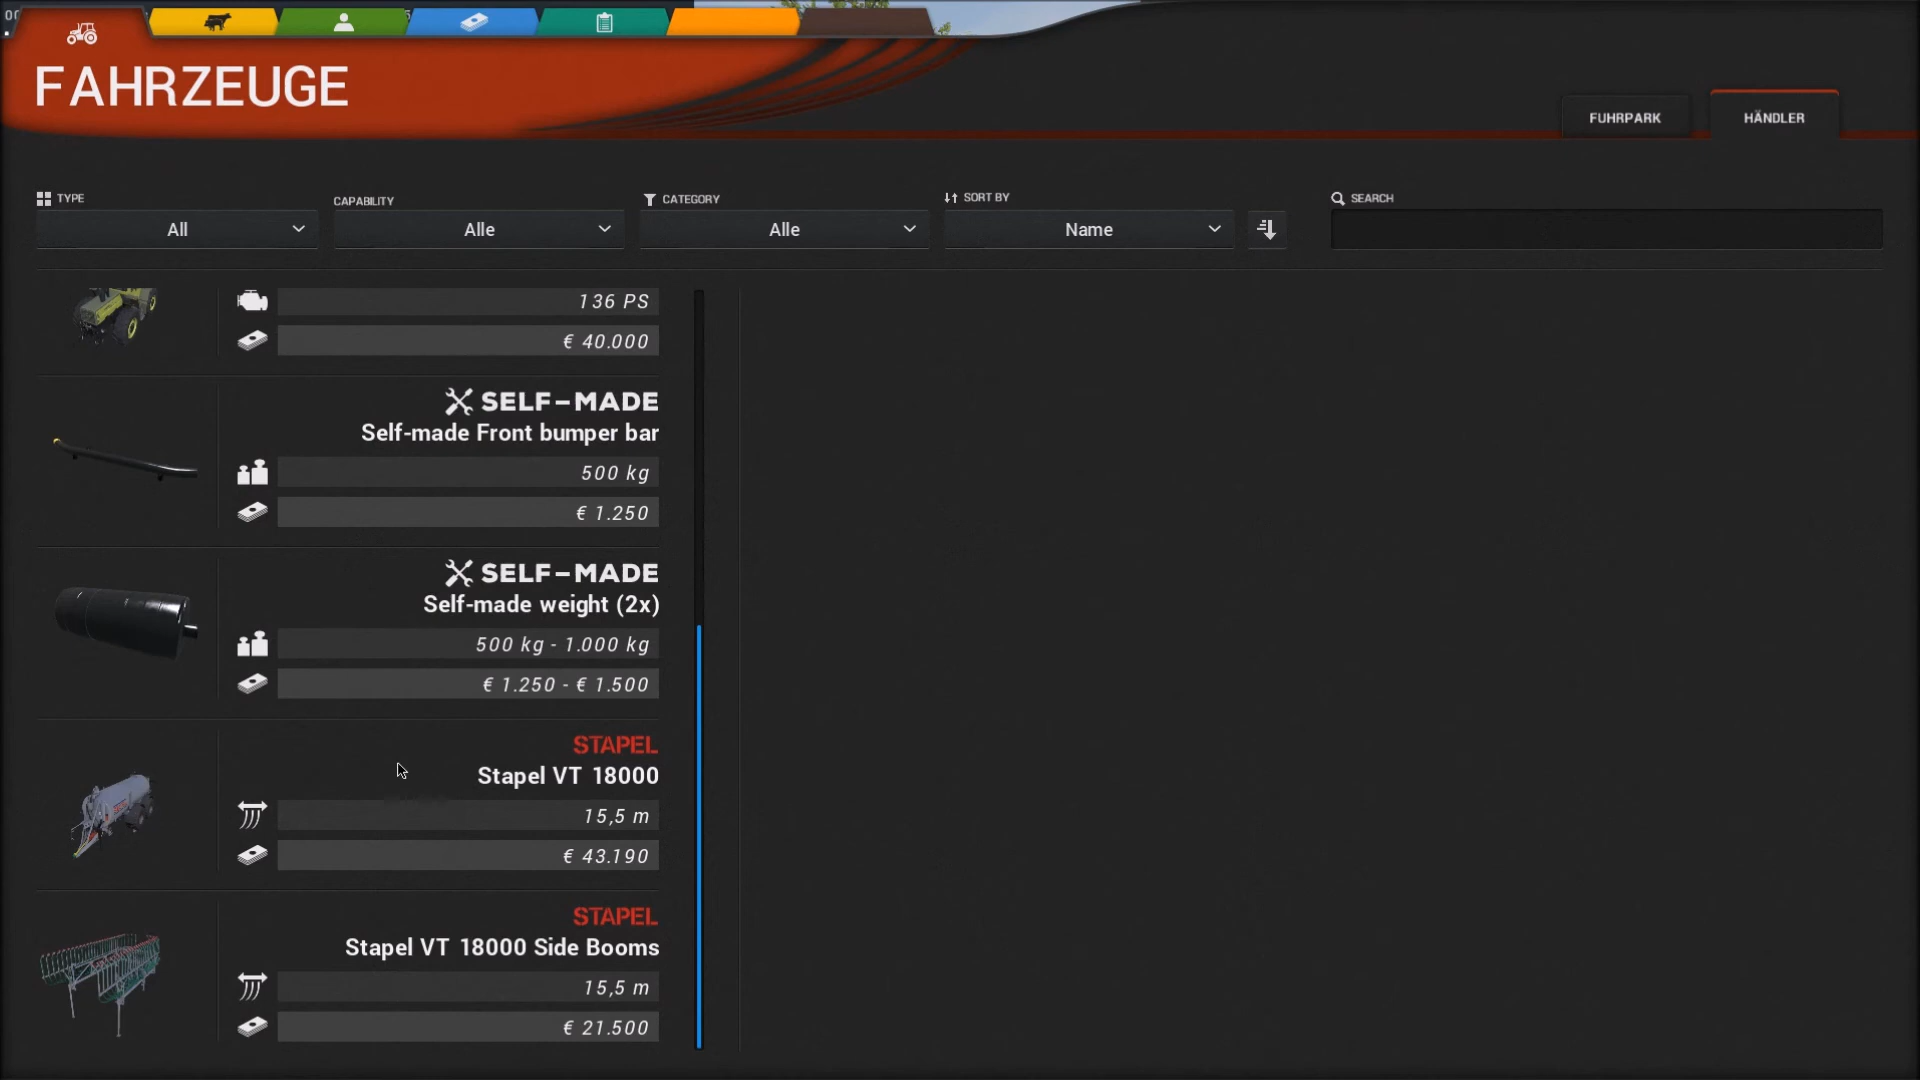 FAHRZEUGE
FUHRPARK
HÄNDLER
TYPE
CAPABILITY
CATEGORY
SORT BY
SEARCH
All
Alle
Alle
Name
136 PS
€ 40.000
SELF-MADE
Self-made Front bumper bar
500 kg
€ 1.250
SELF-MADE
Self-made weight (2x)
500 kg - 1.000 kg
€ 1.250 - € 1.500
STAPEL
Stapel VT 18000
15,5 m
€ 43.190
STAPEL
Stapel VT 18000 Side Booms
15,5 m
€ 21.500